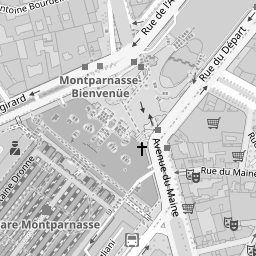 ntoine Bourdel
Rue de l'A
Rue du Départ
Montparnasse-
Bienvenüe
girard
Avenue du Maine
Rue du Maine
aine Dronne
are Montparnasse